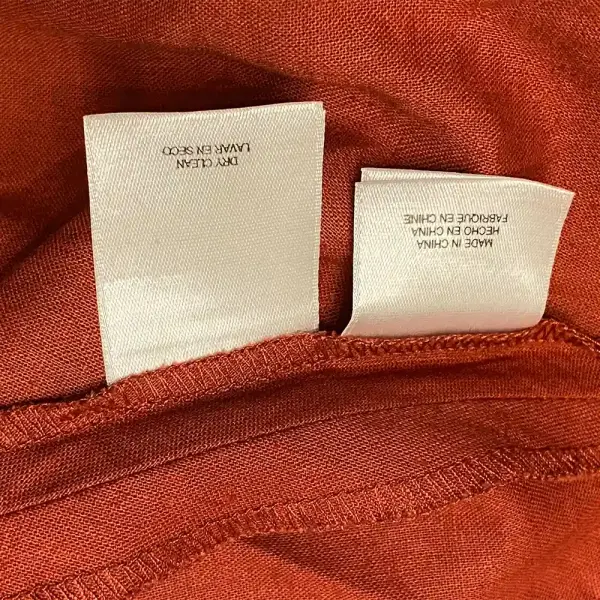 DRY CLEAN
LAVAR EN SECO
MADE IN CHINA
HECHO EN CHINA
FABRIQUÉ EN CHINE